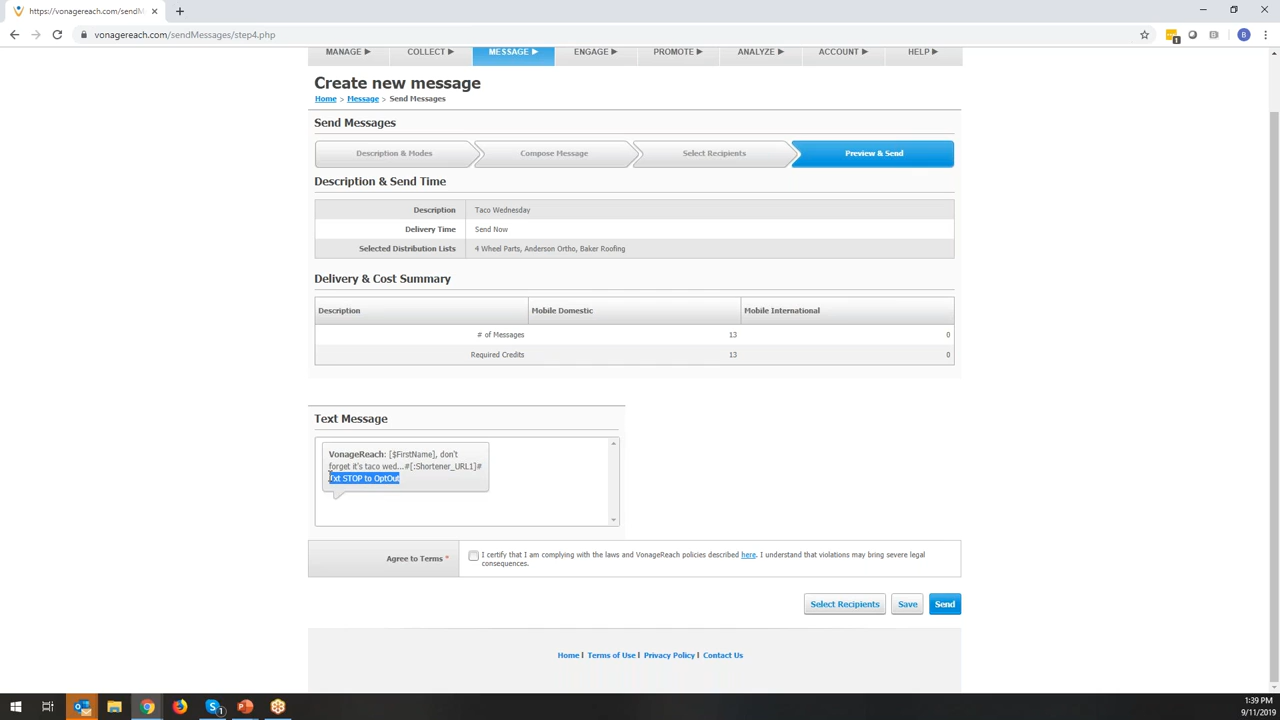 https://vonagereach.com/sendM
vonagereach.com/sendMessages/step4.php
1
B
MANAGE ▶ COLLECT ▶ MESSAGE ▶ ENGAGE ▶ PROMOTE ▶ ANALYZE ▶ ACCOUNT ▶ HELP ▶
Create new message
Home > Message > Send Messages
Send Messages
Description & Modes Compose Message Select Recipients Preview & Send
Description & Send Time
Description Taco Wednesday
Delivery Time Send Now
Selected Distribution Lists 4 Wheel Parts, Anderson Ortho, Baker Roofing
Delivery & Cost Summary
Description Mobile Domestic Mobile International
# of Messages 13 0
Required Credits 13 0
Text Message
VonageReach: [$FirstName], don't
forget it's taco wed...#[:Shortener_URL1]#
Txt STOP to OptOut
Agree to Terms * I certify that I am complying with the laws and VonageReach policies described here. I understand that violations may bring severe legal
consequences.
Select Recipients Save Send
Home | Terms of Use | Privacy Policy | Contact Us
1:39 PM
9/11/2019